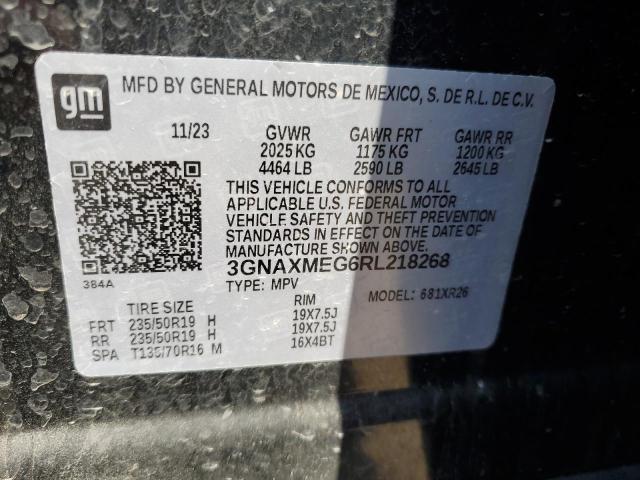 gm MFD BY GENERAL MOTORS DE MEXICO, S. DE R.L. DE C.V.
11/23 GVWR GAWR FRT GAWR RR
2025 KG 1175 KG 1200 KG
4464 LB 2590 LB 2645 LB
THIS VEHICLE CONFORMS TO ALL
APPLICABLE U.S. FEDERAL MOTOR
VEHICLE SAFETY AND THEFT PREVENTION
STANDARDS IN EFFECT ON THE DATE OF
MANUFACTURE SHOWN ABOVE.
3GNAXMEG6RL218268
384A TYPE: MPV MODEL: 681XR26
TIRE SIZE RIM
FRT 235/50R19 H 19X7.5J
RR 235/50R19 H 19X7.5J
SPA T135/70R16 M 16X4BT